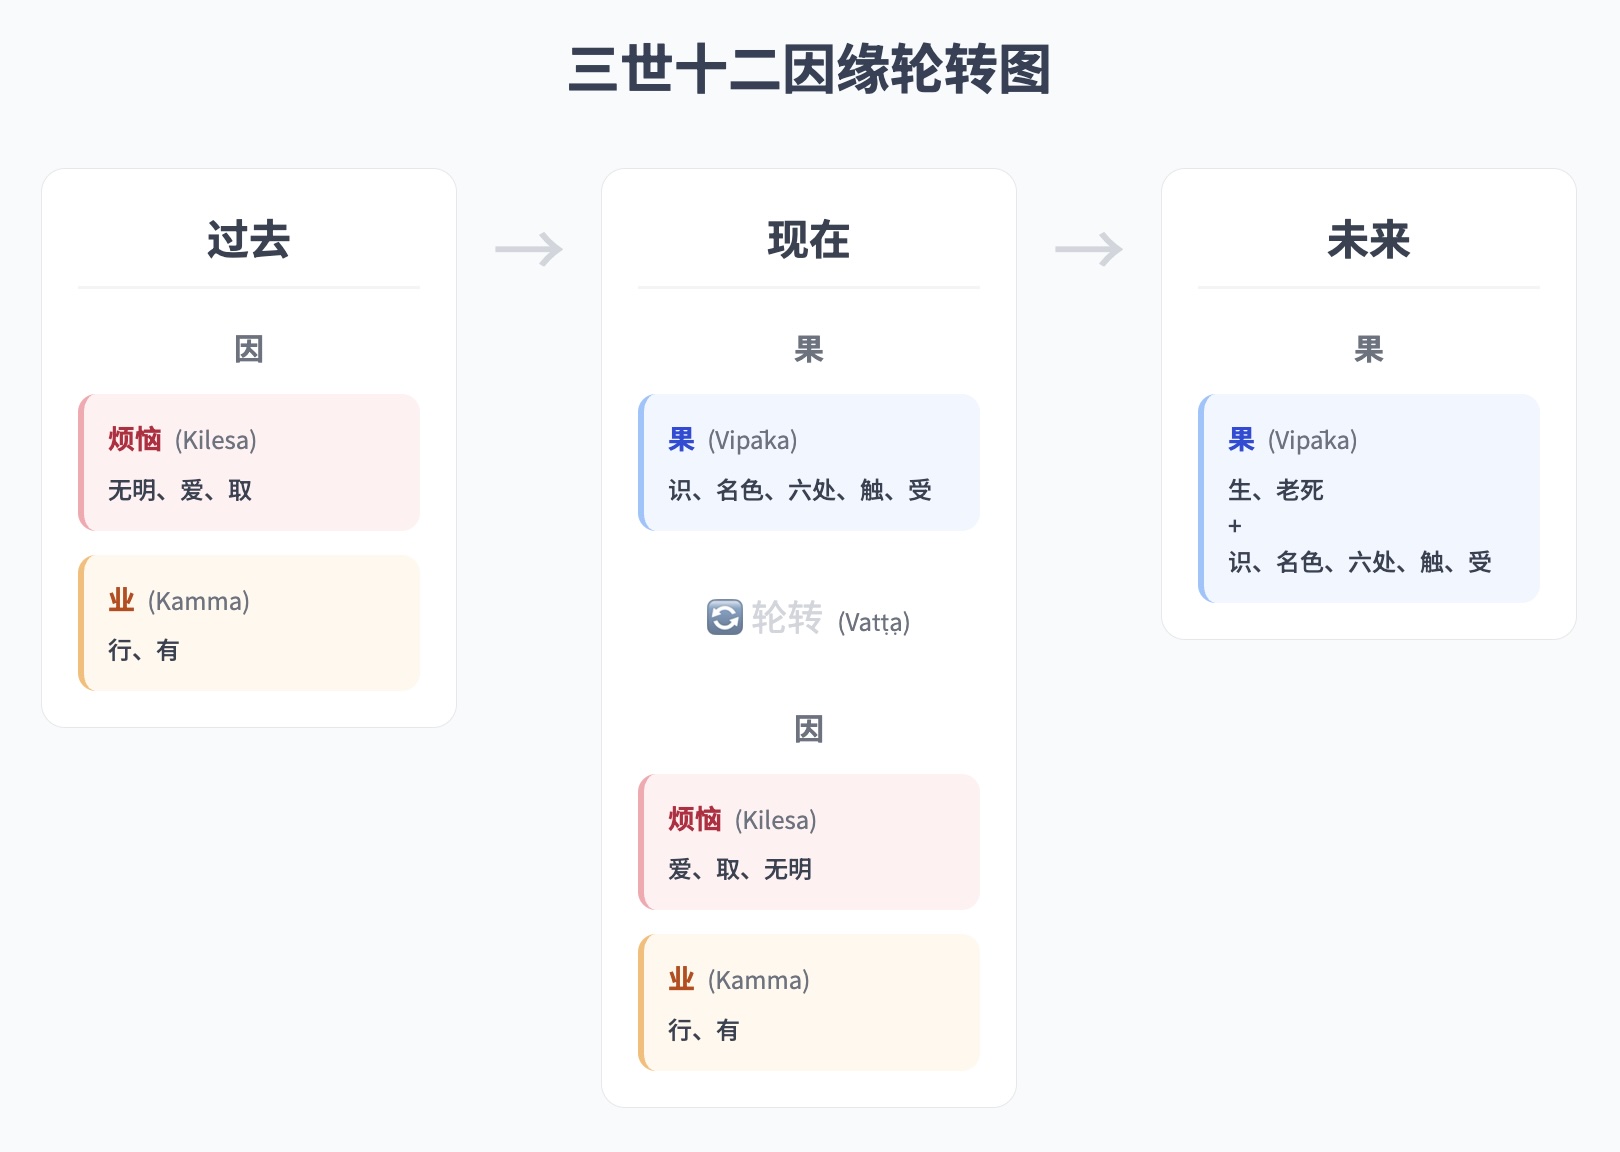 三世十二因缘轮转图
过去
因
烦恼 (Kilesa)
无明、爱、取
业 (Kamma)
行、有
→
现在
果
果 (Vipāka)
识、名色、六处、触、受
轮转 (Vaṭṭa)
因
烦恼 (Kilesa)
爱、取、无明
业 (Kamma)
行、有
→
未来
果
果 (Vipāka)
生、老死
+
识、名色、六处、触、受